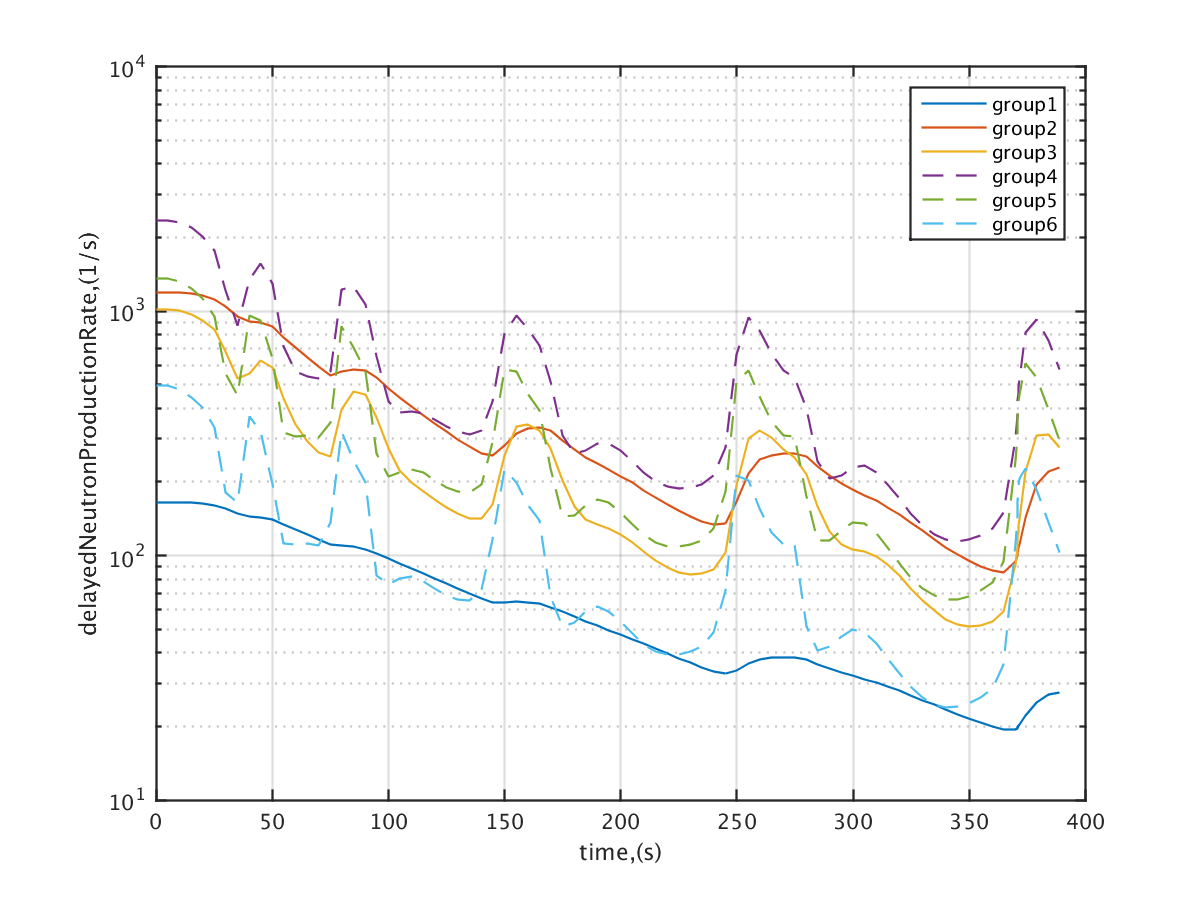 10^4
10^3
10^2
10^1
delayedNeutronProductionRate,(1/s)
group1
group2
group3
group4
group5
group6
0 50 100 150 200 250 300 350 400
time,(s)